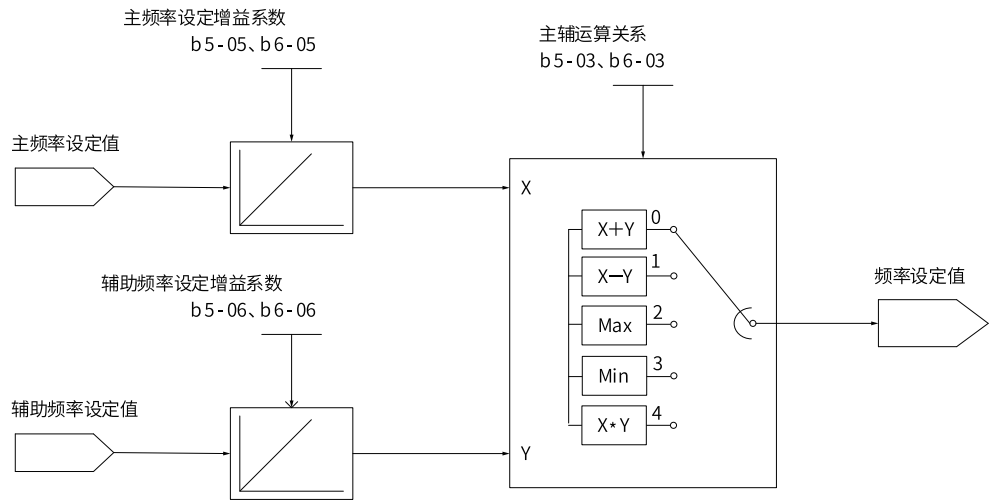 主频率设定增益系数
b5-05、b6-05
主辅运算关系
b5-03、b6-03
主频率设定值
X
X+Y 0
X−Y 1
辅助频率设定增益系数
b5-06、b6-06
频率设定值
Max 2
Min 3
辅助频率设定值
X*Y 4
Y